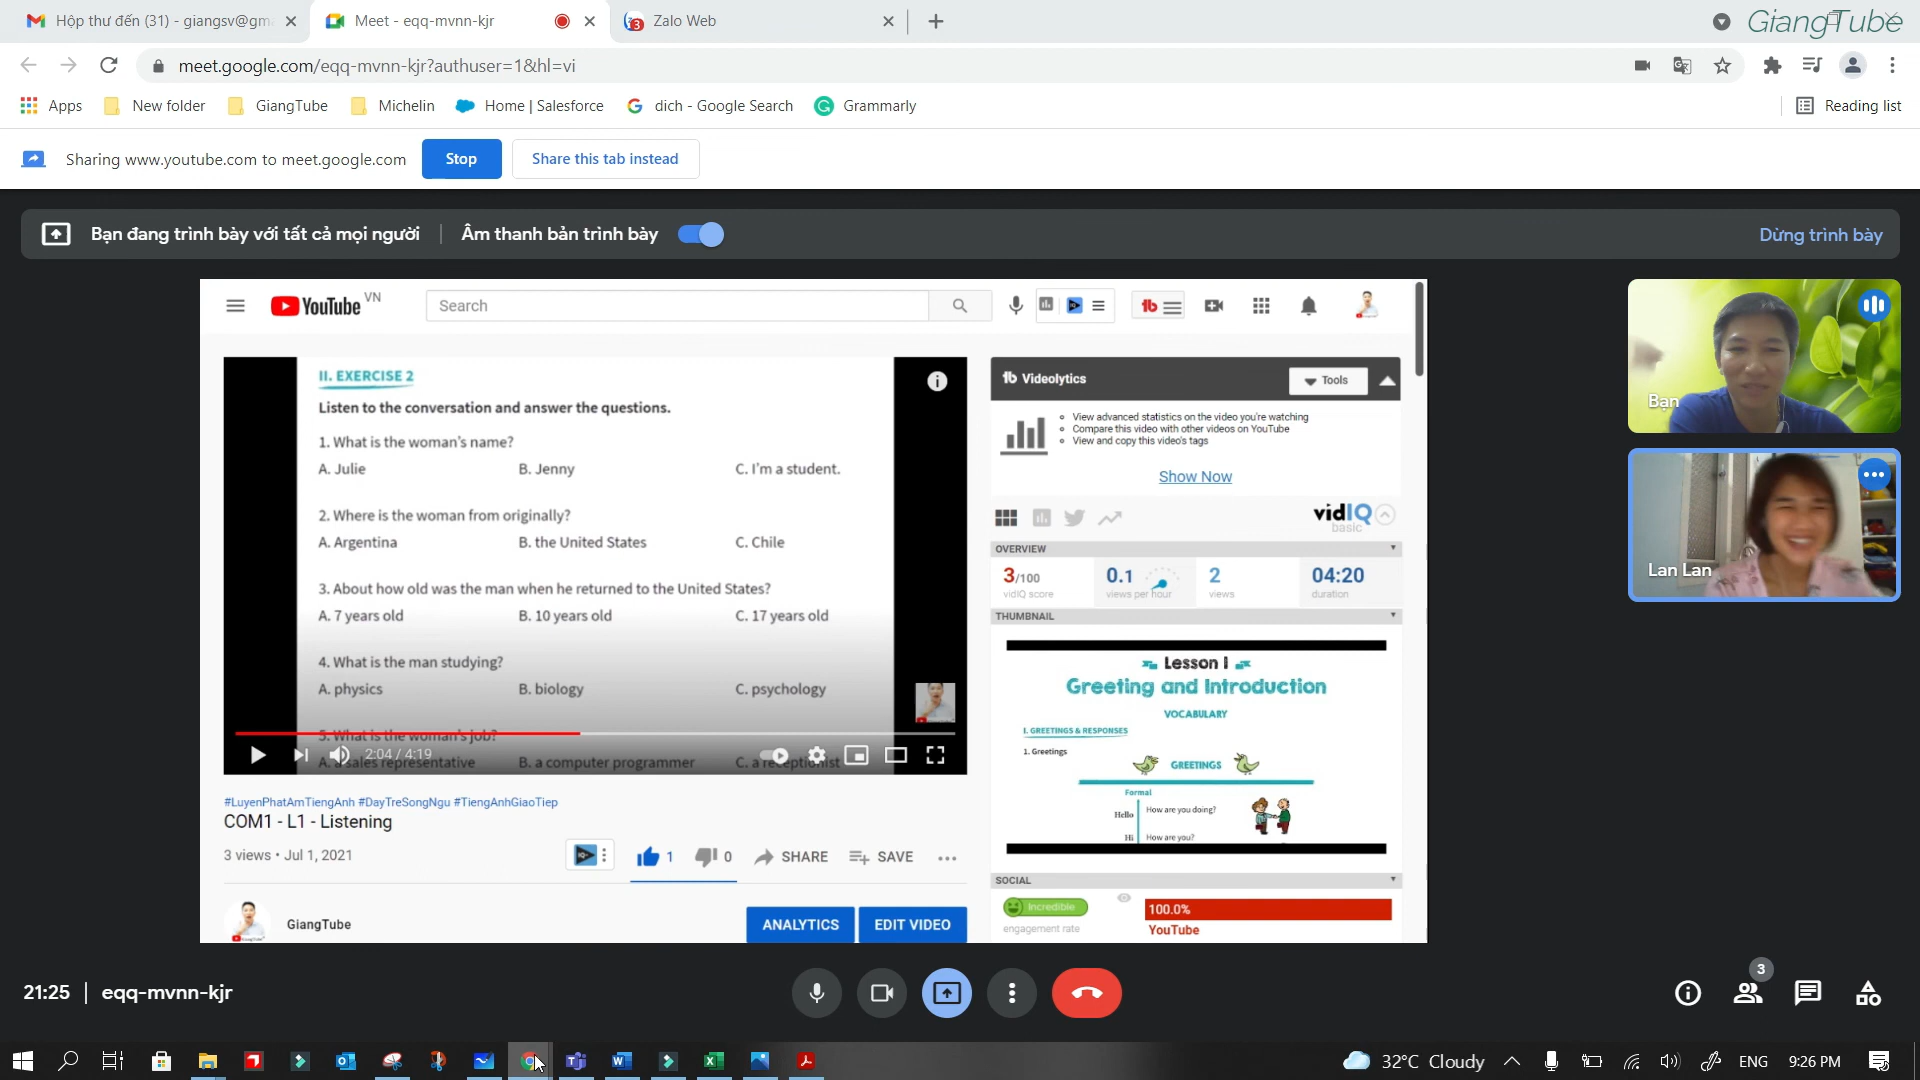 Hộp thư đến (31) - giangsv@gm
Meet - eqq-mvnn-kjr
3
Zalo Web
GiangTube
meet.google.com/eqq-mvnn-kjr?authuser=1&hl=vi
Apps
New folder
GiangTube
Michelin
Home | Salesforce
dich - Google Search
Grammarly
Reading list
Sharing www.youtube.com to meet.google.com
Stop
Share this tab instead
Bạn đang trình bày với tất cả mọi người
Âm thanh bản trình bày
Dừng trình bày
YouTube VN
Search
II. EXERCISE 2
Listen to the conversation and answer the questions.
1. What is the woman's name?
A. Julie B. Jenny C. I'm a student.
2. Where is the woman from originally?
A. Argentina B. the United States C. Chile
3. About how old was the man when he returned to the United States?
A. 7 years old B. 10 years old C. 17 years old
4. What is the man studying?
A. physics B. biology C. psychology
5. What is the woman's job?
2:04 / 4:19
A. a sales representative B. a computer programmer C. a receptionist
#LuyenPhatAmTiengAnh #DayTreSongNgu #TiengAnhGiaoTiep
COM1 - L1 - Listening
3 views • Jul 1, 2021
1
0
SHARE
SAVE
GiangTube
ANALYTICS
EDIT VIDEO
tb Videolytics
Tools
View advanced statistics on the video you're watching
Compare this video with other videos on YouTube
View and copy this video's tags
Show Now
vidIQ
basic
OVERVIEW
3/100
vidIQ score
0.1
views per hour
2
views
04:20
duration
THUMBNAIL
Lesson 1
Greeting and Introduction
VOCABULARY
I. GREETINGS & RESPONSES
1. Greetings
GREETINGS
Formal
Hello
How are you doing?
Hi
How are you?
SOCIAL
Incredible
engagement rate
100.0%
YouTube
Bạn
Lan Lan
21:25 | eqq-mvnn-kjr
3
32°C Cloudy
ENG
9:26 PM